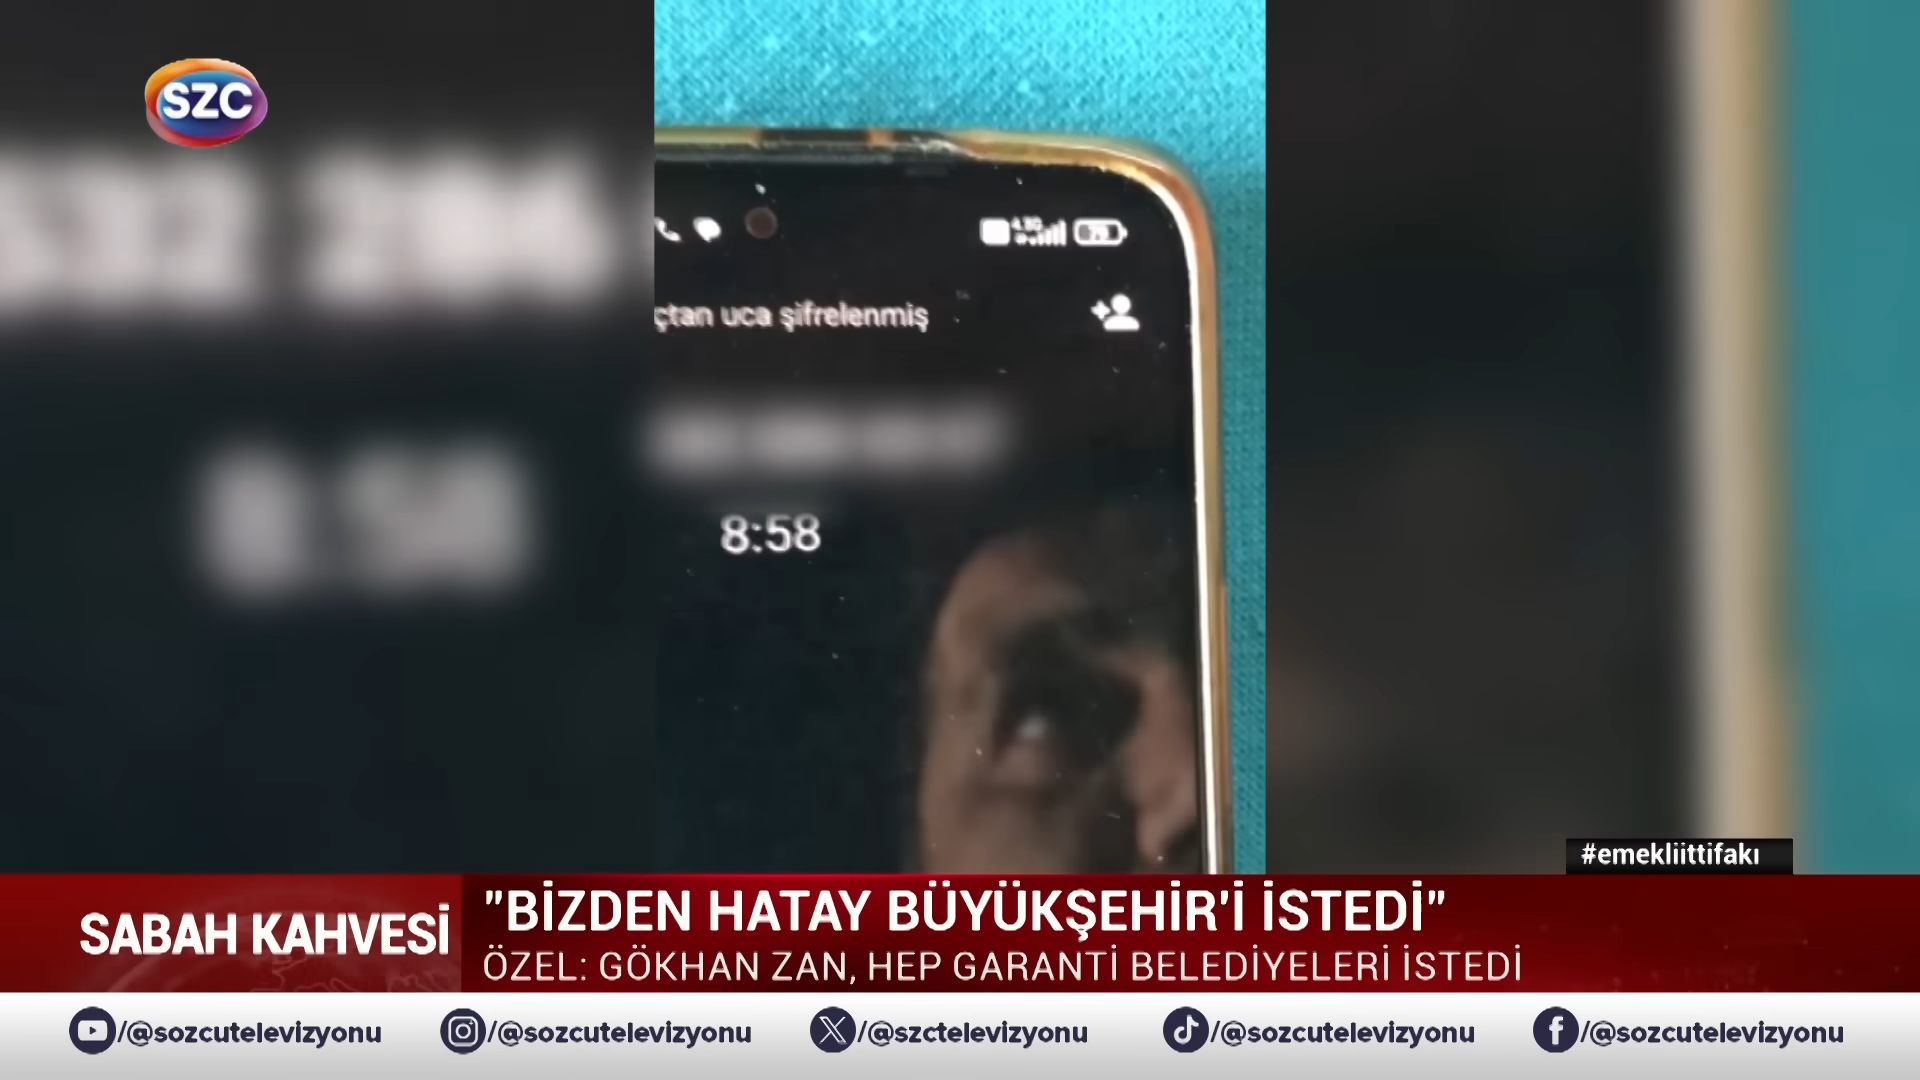 SZC
çtan uca şifrelenmiş
8:58
#emekliittifakı
SABAH KAHVESİ
"BİZDEN HATAY BÜYÜKŞEHİR'İ İSTEDİ"
ÖZEL: GÖKHAN ZAN, HEP GARANTİ BELEDİYELERİ İSTEDİ
/@sozcutelevizyonu
/@sozcutelevizyonu
/@szctelevizyonu
/@sozcutelevizyonu
/@sozcutelevizyonu